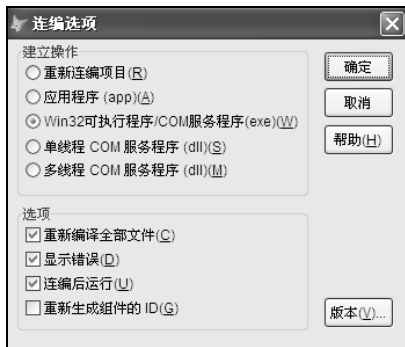 连编选项
建立操作
重新连编项目(R)
应用程序 (app)(A)
Win32可执行程序/COM服务程序(exe)(W)
单线程 COM 服务程序 (dll)(S)
多线程 COM 服务程序 (dll)(M)
确定
取消
帮助(H)
选项
重新编译全部文件(C)
显示错误(D)
连编后运行(U)
重新生成组件的 ID(G)
版本(V)...